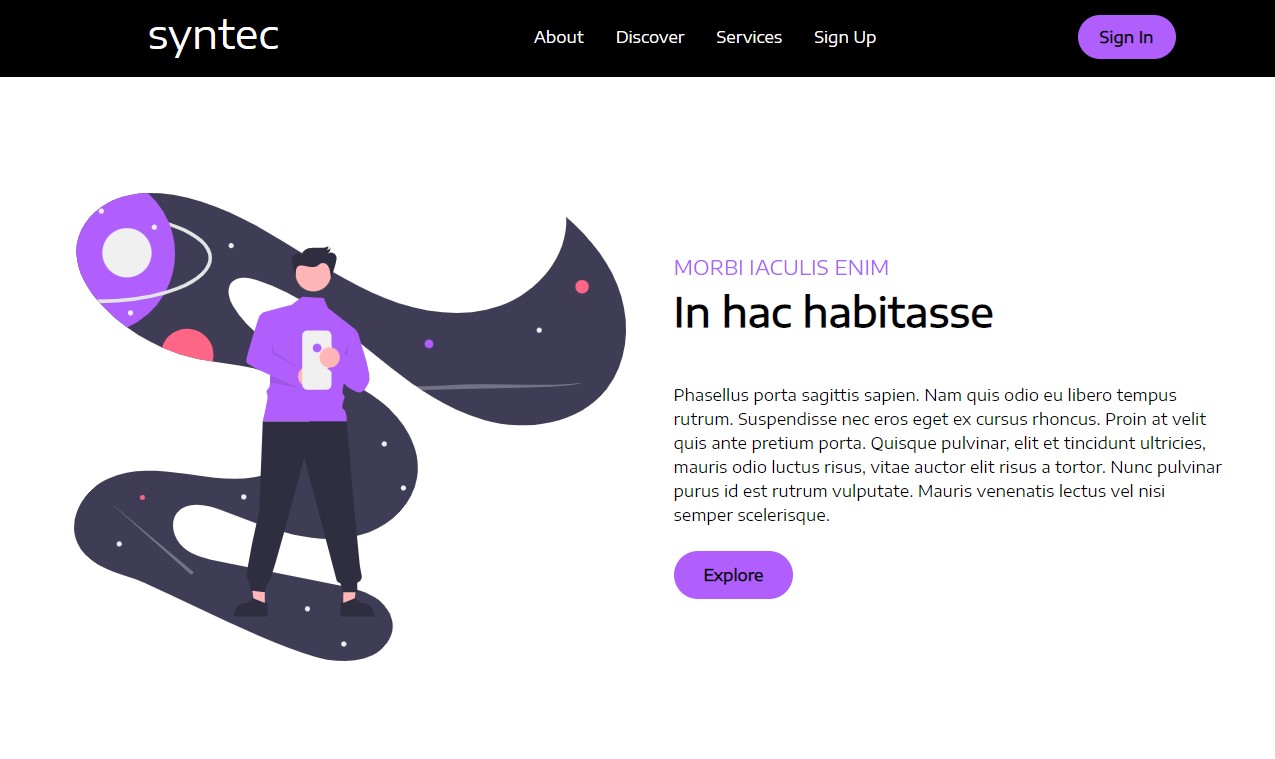 syntec
About
Discover
Services
Sign Up
Sign In
MORBI IACULIS ENIM
In hac habitasse
Phasellus porta sagittis sapien. Nam quis odio eu libero tempus
rutrum. Suspendisse nec eros eget ex cursus rhoncus. Proin at velit
quis ante pretium porta. Quisque pulvinar, elit et tincidunt ultricies,
mauris odio luctus risus, vitae auctor elit risus a tortor. Nunc pulvinar
purus id est rutrum vulputate. Mauris venenatis lectus vel nisi
semper scelerisque.
Explore